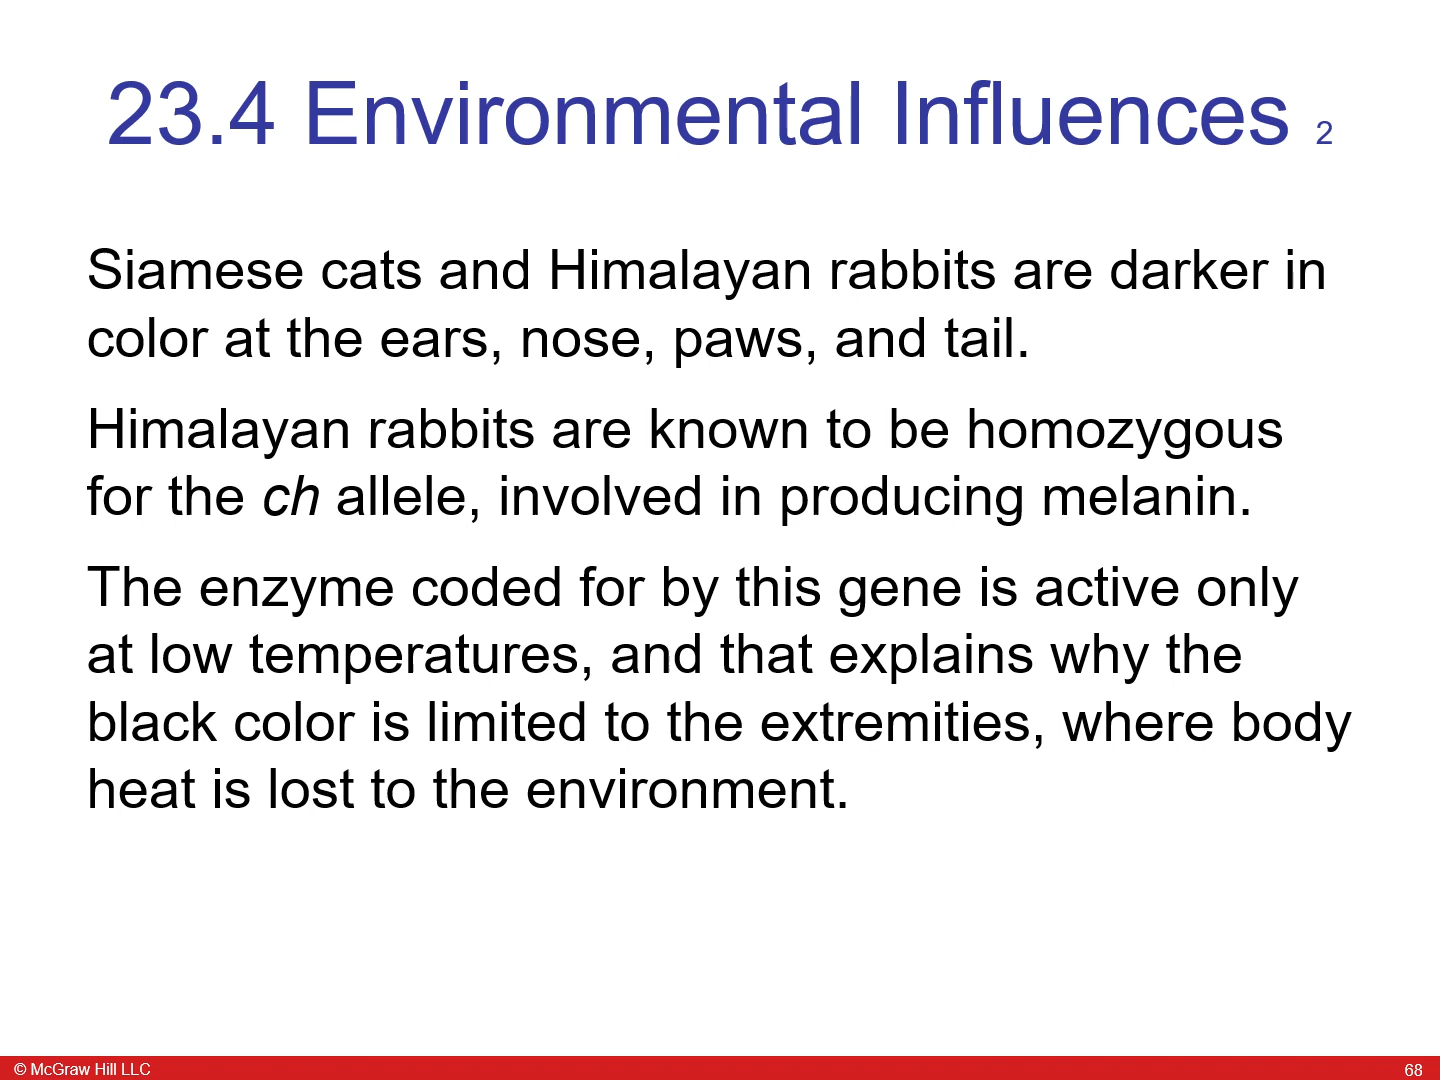 23.4 Environmental Influences 2
Siamese cats and Himalayan rabbits are darker in
color at the ears, nose, paws, and tail.
Himalayan rabbits are known to be homozygous
for the ch allele, involved in producing melanin.
The enzyme coded for by this gene is active only
at low temperatures, and that explains why the
black color is limited to the extremities, where body
heat is lost to the environment.
© McGraw Hill LLC
68